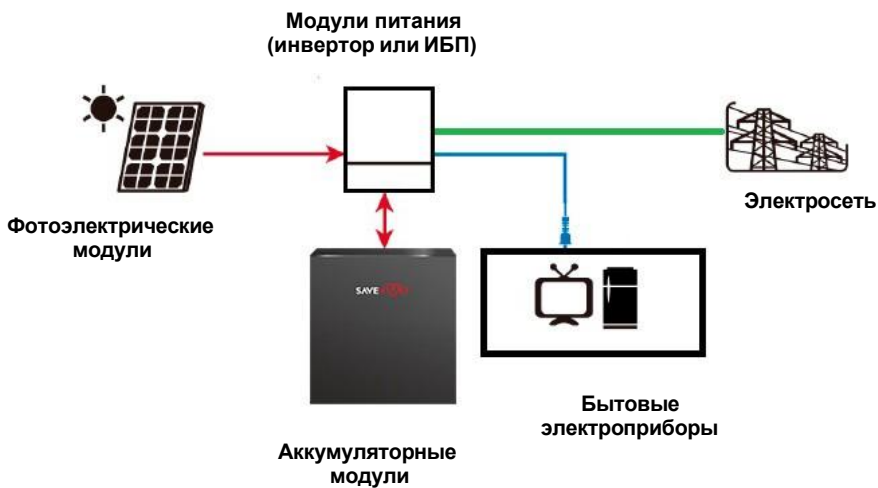 Модули питания
(инвертор или ИБП)
Электросеть
Фотоэлектрические
модули
SAVE
Бытовые
электроприборы
Аккумуляторные
модули